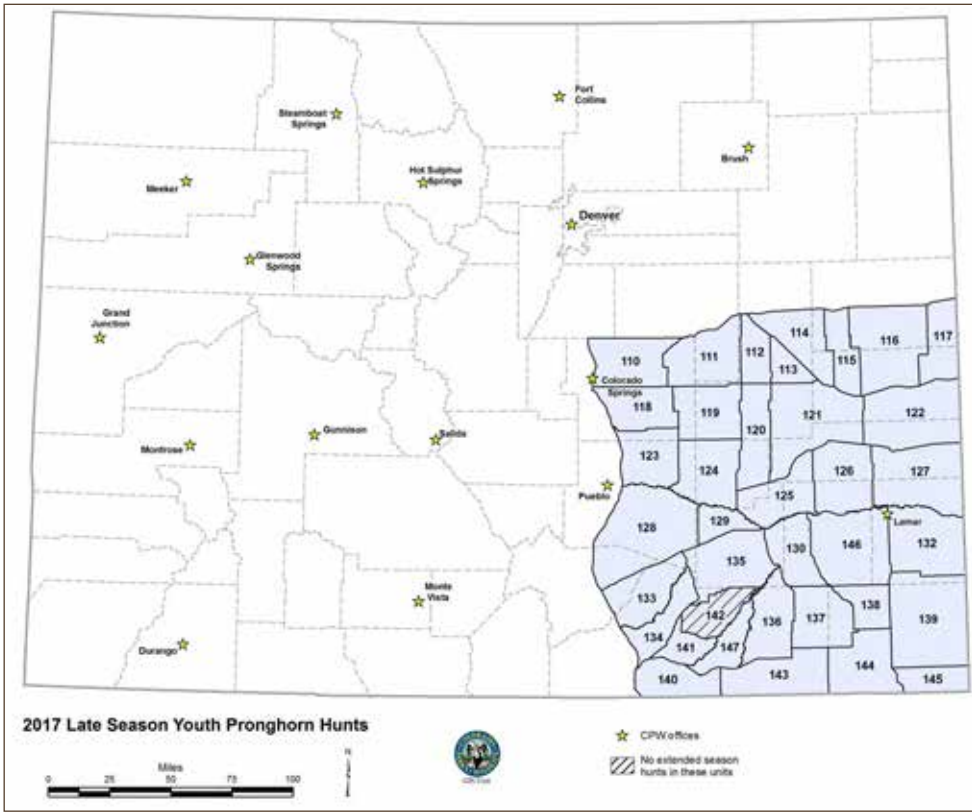 Fort
Collins
Steamboat
Springs
Brush
Hot Sulphur
Springs
Meeker
Denver
Glenwood
Springs
Grand
Junction
114
116
117
110
111
112
115
113
Colorado
Springs
118
119
121
122
120
Gunnison
Salida
Montrose
123
124
126
127
Pueblo
125
Lamar
128
129
130
146
132
135
Monte
Vista
133
138
142
136
137
134
139
Durango
141
147
140
143
144
145
2017 Late Season Youth Pronghorn Hunts
Miles
0 25 50 75 100
N
CPW offices
No extended season
hunts in these units